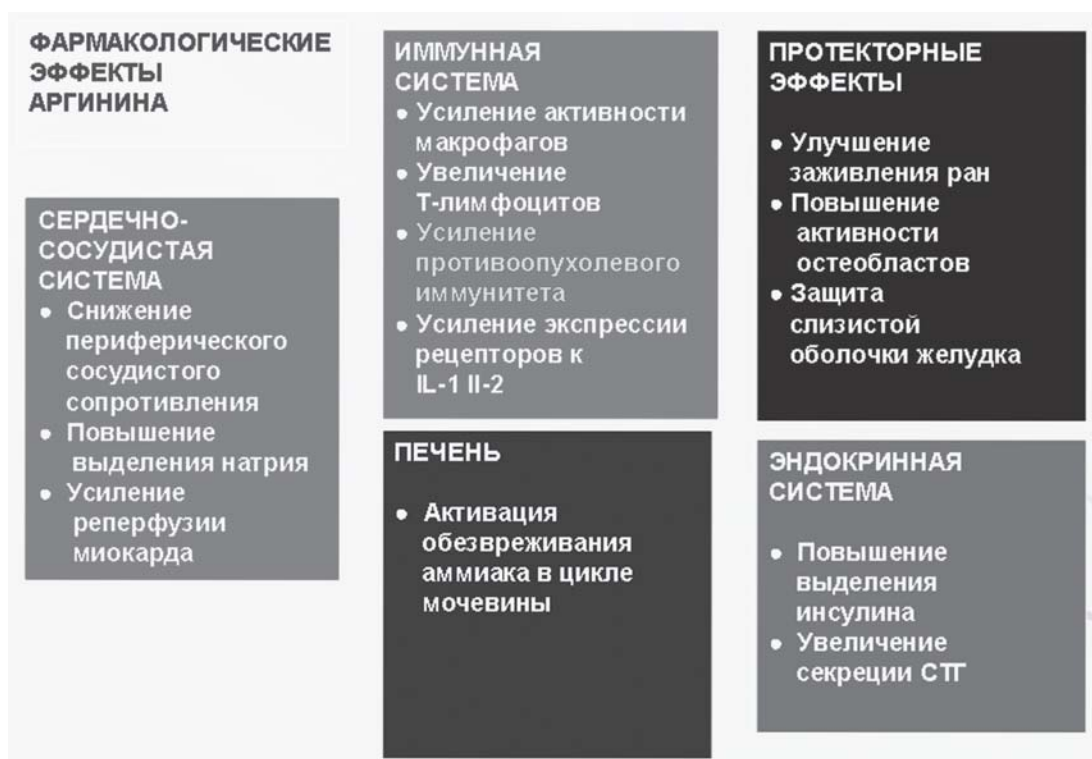 ФАРМАКОЛОГИЧЕСКИЕ
ЭФФЕКТЫ
АРГИНИНА
СЕРДЕЧНО-
СОСУДИСТАЯ
СИСТЕМА
• Снижение
периферического
сосудистого
сопротивления
• Повышение
выделения натрия
• Усиление
реперфузии
миокарда
ИММУННАЯ
СИСТЕМА
• Усиление активности
макрофагов
• Увеличение
Т-лимфоцитов
• Усиление
противоопухолевого
иммунитета
• Усиление экспрессии
рецепторов к
IL-1 II-2
ПЕЧЕНЬ
• Активация
обезвреживания
аммиака в цикле
мочевины
ПРОТЕКТОРНЫЕ
ЭФФЕКТЫ
• Улучшение
заживления ран
• Повышение
активности
остеобластов
• Защита
слизистой
оболочки желудка
ЭНДОКРИННАЯ
СИСТЕМА
• Повышение
выделения
инсулина
• Увеличение
секреции СТГ